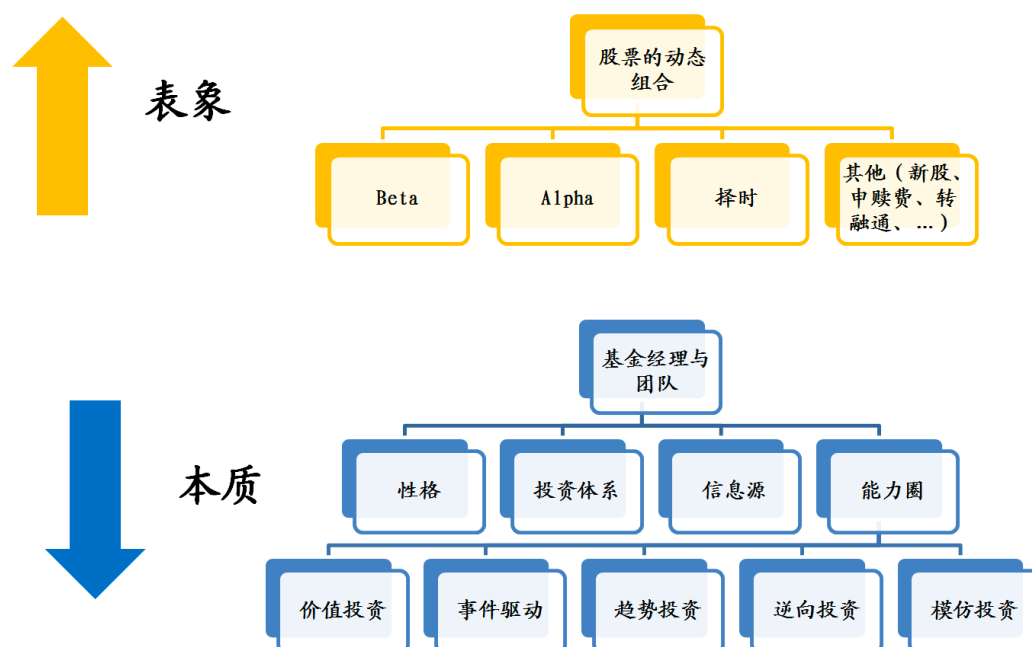 股票的动态
组合
表象
Beta
Alpha
择时
其他（新股、
申赎费、转
融通、…）
基金经理与
团队
本质
性格
投资体系
信息源
能力圈
价值投资
事件驱动
趋势投资
逆向投资
模仿投资